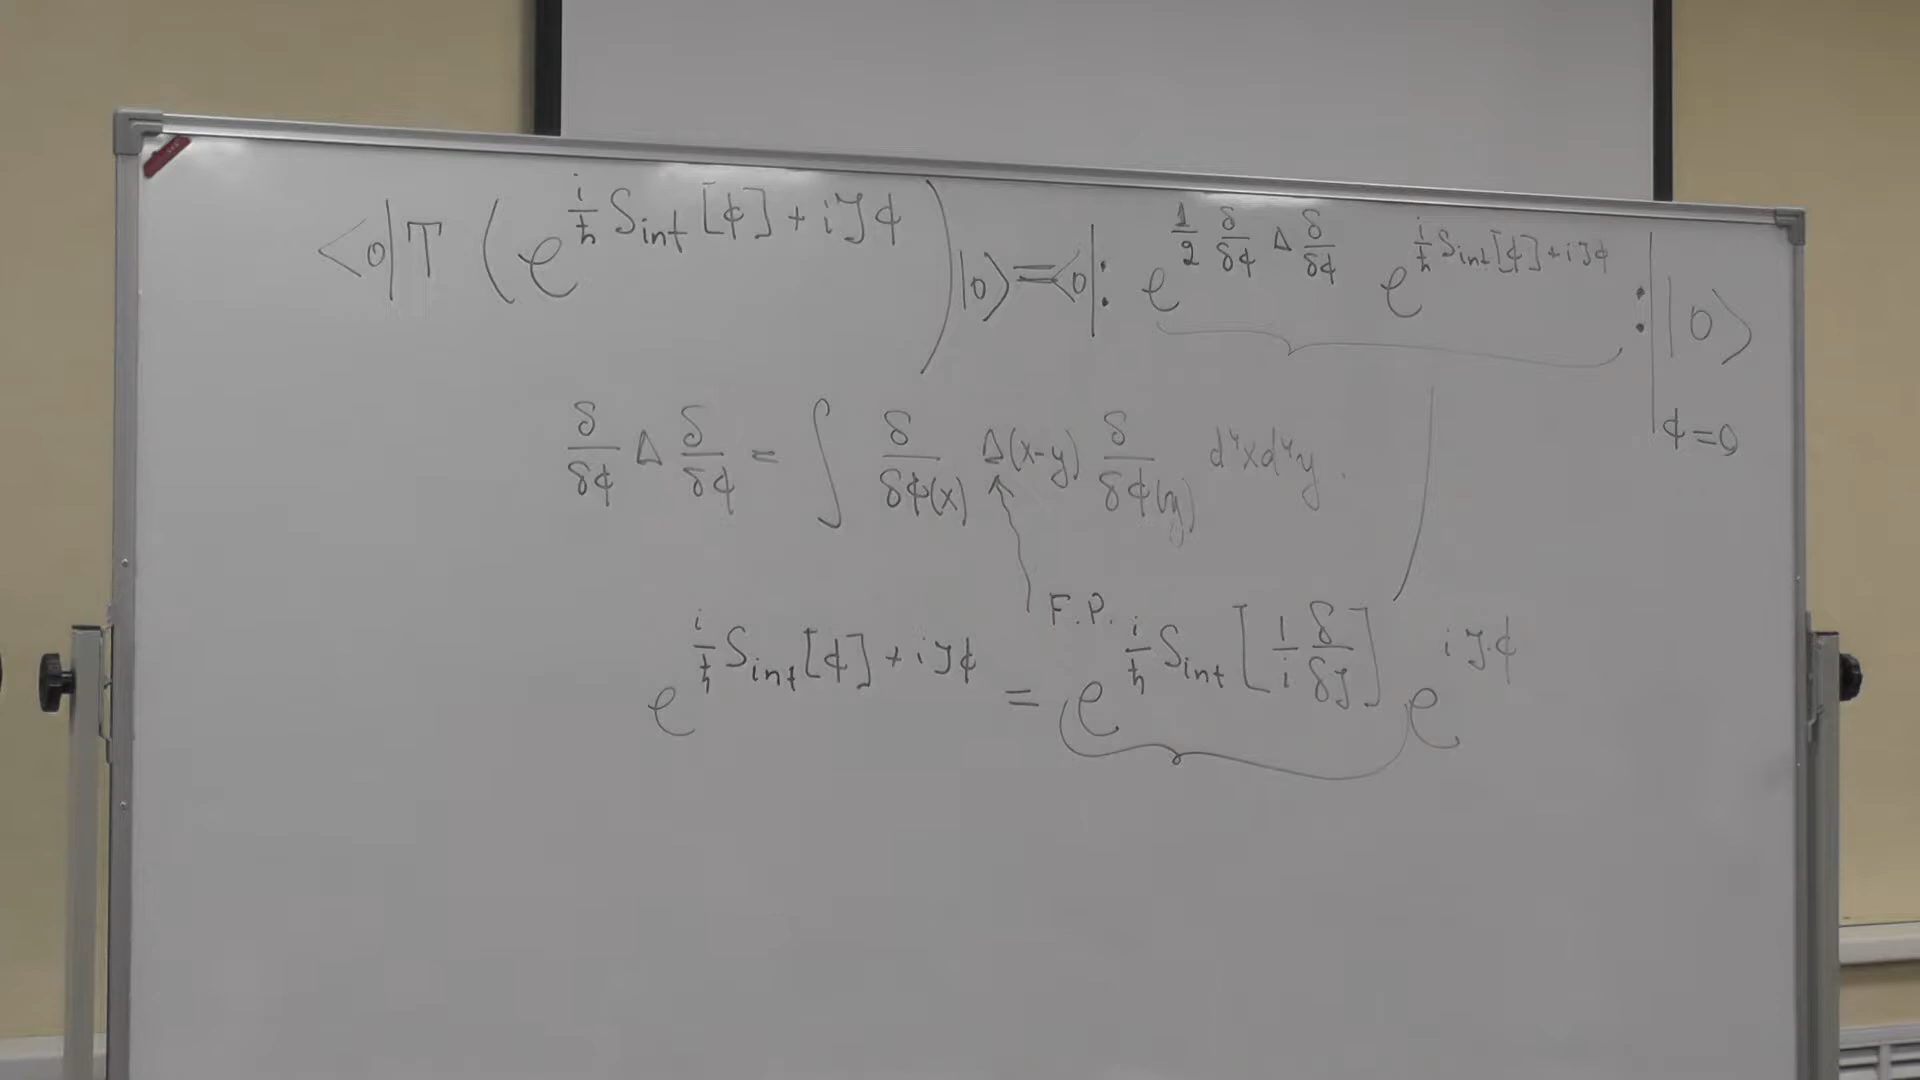 <0|T (e^{i/ħ S_int[φ] + iJφ}) |0> = <0| : e^{1/2 δ/δφ Δ δ/δφ} e^{i/ħ S_int[φ] + iJφ} : | |0> φ=0
δ/δφ Δ δ/δφ = ∫ δ/δφ(x) Δ(x-y) δ/δφ(y) d⁴x d⁴y .
F.P.
e^{i/ħ S_int[φ] + iJφ} = e^{i/ħ S_int[1/i δ/δJ]} e^{iJ·φ}